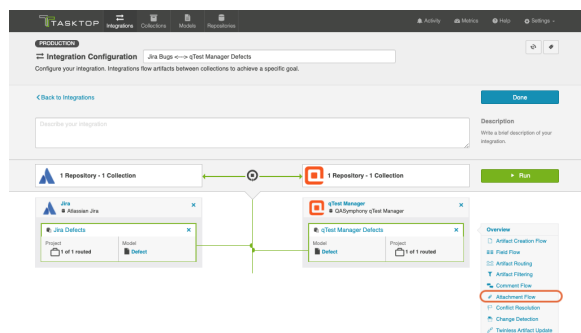 TASKTOP
Integrations
Collections
Models
Repositories
Activity
Metrics
Help
Settings
PRODUCTION
Integration Configuration
Jira Bugs <--> qTest Manager Defects
Configure your integration. Integrations flow artifacts between collections to achieve a specific goal.
Back to Integrations
Done
Describe your integration
Description
Write a brief description of your
integration.
1 Repository - 1 Collection
1 Repository - 1 Collection
Run
Jira
Atlassian Jira
qTest Manager
QASymphony qTest Manager
Jira Defects
Project
1 of 1 routed
Model
Defect
qTest Manager Defects
Model
Defect
Project
1 of 1 routed
Overview
Artifact Creation Flow
Field Flow
Artifact Routing
Artifact Filtering
Comment Flow
Attachment Flow
Conflict Resolution
Change Detection
Twinless Artifact Update